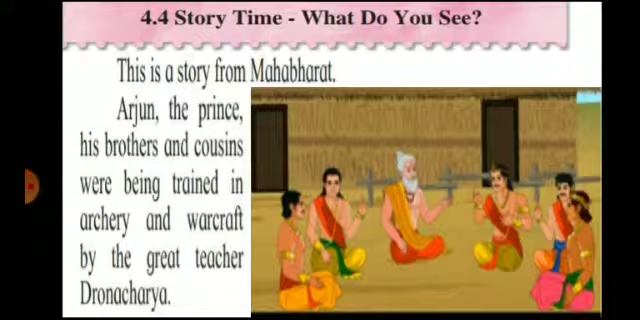 4.4 Story Time - What Do You See?
This is a story from Mahabharat.
Arjun, the prince,
his brothers and cousins
were being trained in
archery and warcraft
by the great teacher
Dronacharya.